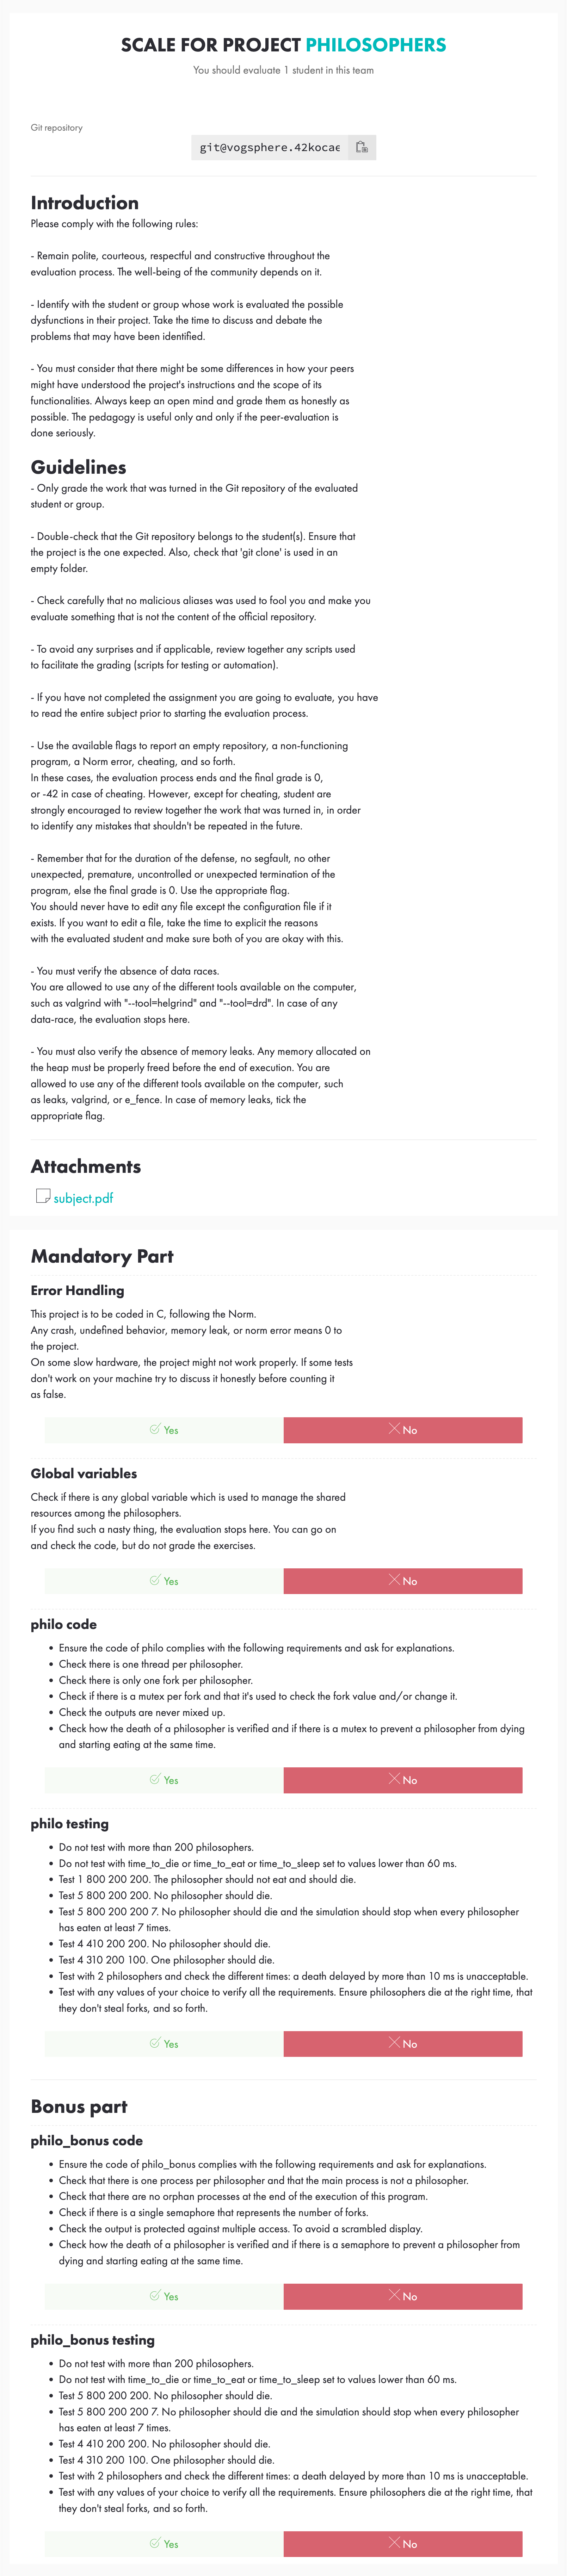 SCALE FOR PROJECT PHILOSOPHERS
You should evaluate 1 student in this team
Git repository
git@vogsphere.42kocae
Introduction
Please comply with the following rules:
- Remain polite, courteous, respectful and constructive throughout the
evaluation process. The well-being of the community depends on it.
- Identify with the student or group whose work is evaluated the possible
dysfunctions in their project. Take the time to discuss and debate the
problems that may have been identified.
- You must consider that there might be some differences in how your peers
might have understood the project's instructions and the scope of its
functionalities. Always keep an open mind and grade them as honestly as
possible. The pedagogy is useful only and only if the peer-evaluation is
done seriously.
Guidelines
- Only grade the work that was turned in the Git repository of the evaluated
student or group.
- Double-check that the Git repository belongs to the student(s). Ensure that
the project is the one expected. Also, check that 'git clone' is used in an
empty folder.
- Check carefully that no malicious aliases was used to fool you and make you
evaluate something that is not the content of the official repository.
- To avoid any surprises and if applicable, review together any scripts used
to facilitate the grading (scripts for testing or automation).
- If you have not completed the assignment you are going to evaluate, you have
to read the entire subject prior to starting the evaluation process.
- Use the available flags to report an empty repository, a non-functioning
program, a Norm error, cheating, and so forth.
In these cases, the evaluation process ends and the final grade is 0,
or -42 in case of cheating. However, except for cheating, student are
strongly encouraged to review together the work that was turned in, in order
to identify any mistakes that shouldn't be repeated in the future.
- Remember that for the duration of the defense, no segfault, no other
unexpected, premature, uncontrolled or unexpected termination of the
program, else the final grade is 0. Use the appropriate flag.
You should never have to edit any file except the configuration file if it
exists. If you want to edit a file, take the time to explicit the reasons
with the evaluated student and make sure both of you are okay with this.
- You must verify the absence of data races.
You are allowed to use any of the different tools available on the computer,
such as valgrind with "--tool=helgrind" and "--tool=drd". In case of any
data-race, the evaluation stops here.
- You must also verify the absence of memory leaks. Any memory allocated on
the heap must be properly freed before the end of execution. You are
allowed to use any of the different tools available on the computer, such
as leaks, valgrind, or e_fence. In case of memory leaks, tick the
appropriate flag.
Attachments
subject.pdf
Mandatory Part
Error Handling
This project is to be coded in C, following the Norm.
Any crash, undefined behavior, memory leak, or norm error means 0 to
the project.
On some slow hardware, the project might not work properly. If some tests
don't work on your machine try to discuss it honestly before counting it
as false.
Yes No
Global variables
Check if there is any global variable which is used to manage the shared
resources among the philosophers.
If you find such a nasty thing, the evaluation stops here. You can go on
and check the code, but do not grade the exercises.
Yes No
philo code
• Ensure the code of philo complies with the following requirements and ask for explanations.
• Check there is one thread per philosopher.
• Check there is only one fork per philosopher.
• Check if there is a mutex per fork and that it's used to check the fork value and/or change it.
• Check the outputs are never mixed up.
• Check how the death of a philosopher is verified and if there is a mutex to prevent a philosopher from dying
and starting eating at the same time.
Yes No
philo testing
• Do not test with more than 200 philosophers.
• Do not test with time_to_die or time_to_eat or time_to_sleep set to values lower than 60 ms.
• Test 1 800 200 200. The philosopher should not eat and should die.
• Test 5 800 200 200. No philosopher should die.
• Test 5 800 200 200 7. No philosopher should die and the simulation should stop when every philosopher
has eaten at least 7 times.
• Test 4 410 200 200. No philosopher should die.
• Test 4 310 200 100. One philosopher should die.
• Test with 2 philosophers and check the different times: a death delayed by more than 10 ms is unacceptable.
• Test with any values of your choice to verify all the requirements. Ensure philosophers die at the right time, that
they don't steal forks, and so forth.
Yes No
Bonus part
philo_bonus code
• Ensure the code of philo_bonus complies with the following requirements and ask for explanations.
• Check that there is one process per philosopher and that the main process is not a philosopher.
• Check that there are no orphan processes at the end of the execution of this program.
• Check if there is a single semaphore that represents the number of forks.
• Check the output is protected against multiple access. To avoid a scrambled display.
• Check how the death of a philosopher is verified and if there is a semaphore to prevent a philosopher from
dying and starting eating at the same time.
Yes No
philo_bonus testing
• Do not test with more than 200 philosophers.
• Do not test with time_to_die or time_to_eat or time_to_sleep set to values lower than 60 ms.
• Test 5 800 200 200. No philosopher should die.
• Test 5 800 200 200 7. No philosopher should die and the simulation should stop when every philosopher
has eaten at least 7 times.
• Test 4 410 200 200. No philosopher should die.
• Test 4 310 200 100. One philosopher should die.
• Test with 2 philosophers and check the different times: a death delayed by more than 10 ms is unacceptable.
• Test with any values of your choice to verify all the requirements. Ensure philosophers die at the right time, that
they don't steal forks, and so forth.
Yes No